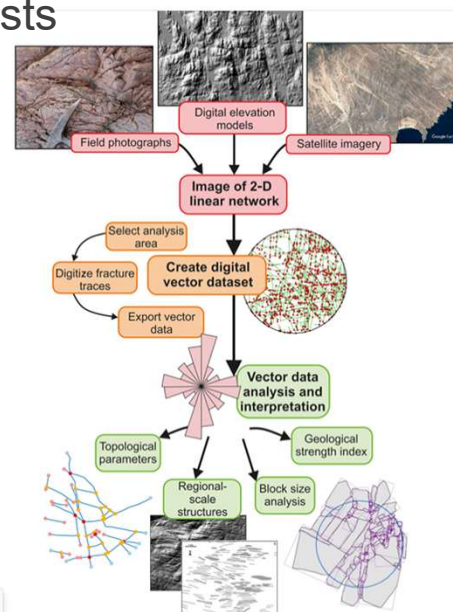 sts
Digital elevation
models
Field photographs
Satellite imagery
Google Earth
Image of 2-D
linear network
Select analysis
area
Digitize fracture
traces
Create digital
vector dataset
Export vector
data
Vector data
analysis and
interpretation
Topological
parameters
Geological
strength index
Regional-
scale
structures
Block size
analysis